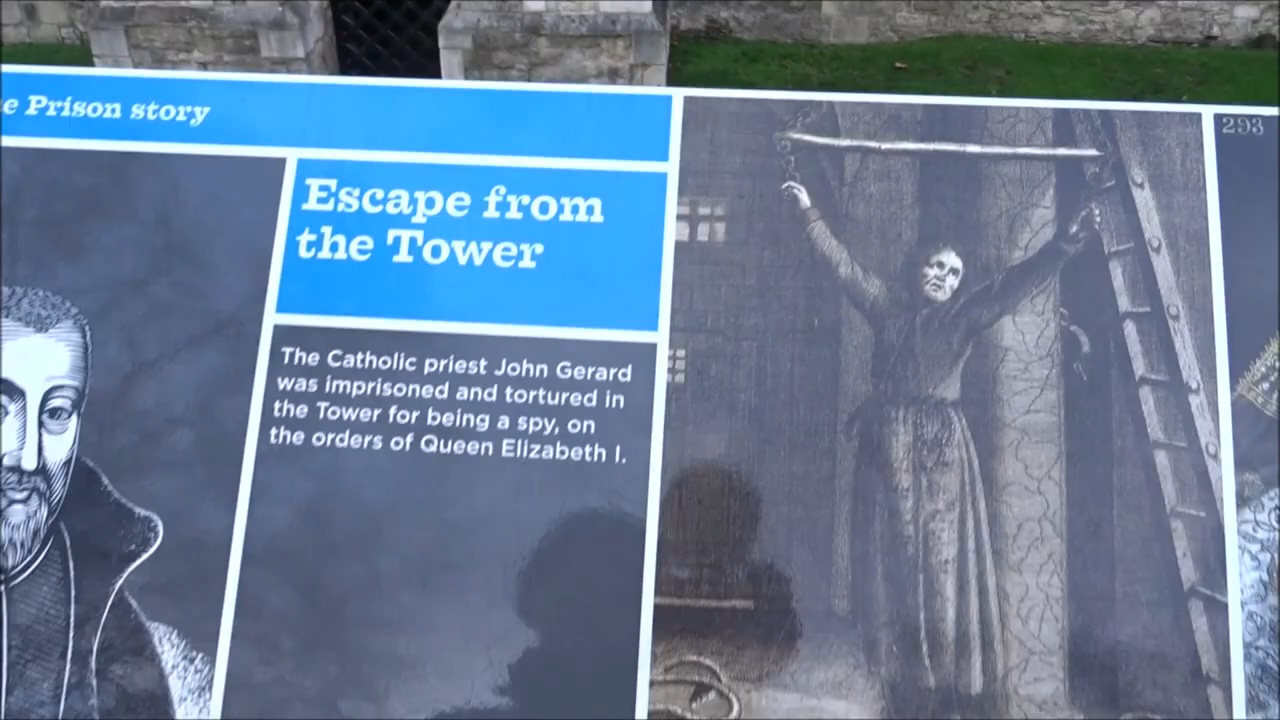 e Prison story
Escape from
the Tower
The Catholic priest John Gerard
was imprisoned and tortured in
the Tower for being a spy, on
the orders of Queen Elizabeth I.
293